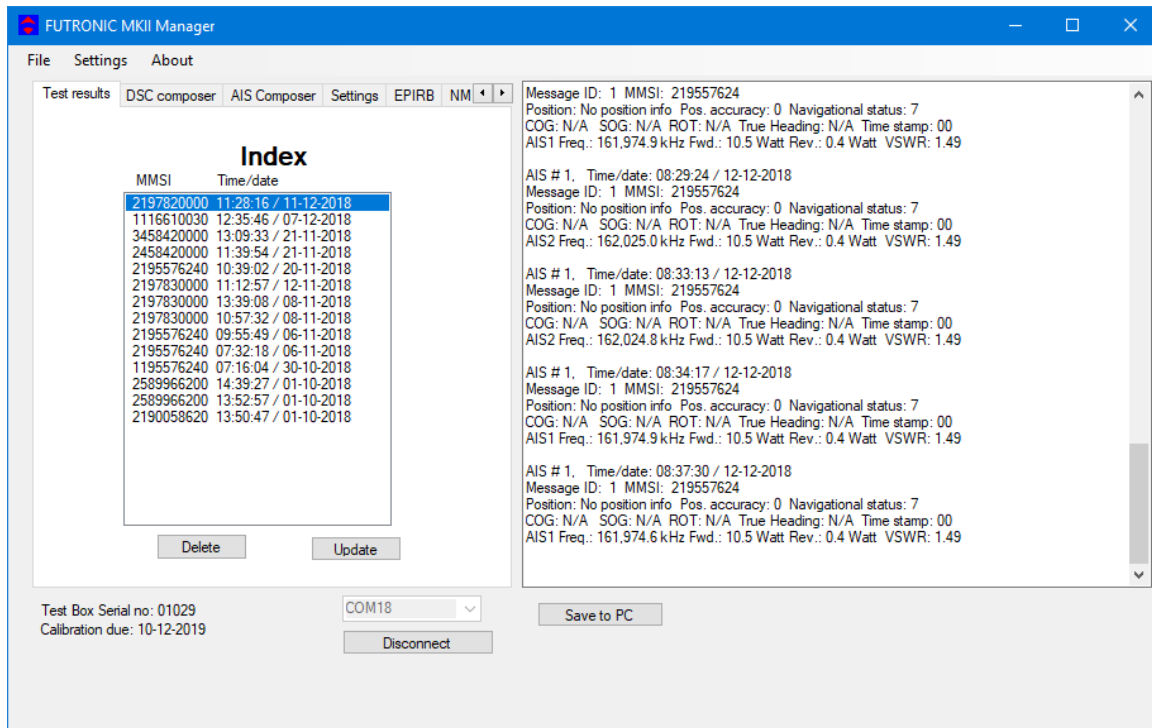 FUTRONIC MKII Manager
File Settings About
Test results DSC composer AIS Composer Settings EPIRB NM
Index
MMSI Time/date
2197820000 11:28:16 / 11-12-2018
1116610030 12:35:46 / 07-12-2018
3458420000 13:09:33 / 21-11-2018
2458420000 11:39:54 / 21-11-2018
2195576240 10:39:02 / 20-11-2018
2197830000 11:12:57 / 12-11-2018
2197830000 13:39:08 / 08-11-2018
2197830000 10:57:32 / 08-11-2018
2195576240 09:55:49 / 06-11-2018
2195576240 07:32:18 / 06-11-2018
1195576240 07:16:04 / 30-10-2018
2589966200 14:39:27 / 01-10-2018
2589966200 13:52:57 / 01-10-2018
2190058620 13:50:47 / 01-10-2018
Delete Update
Test Box Serial no: 01029
Calibration due: 10-12-2019
COM18
Disconnect
Message ID: 1 MMSI: 219557624
Position: No position info Pos. accuracy: 0 Navigational status: 7
COG: N/A SOG: N/A ROT: N/A True Heading: N/A Time stamp: 00
AIS1 Freq.: 161,974.9 kHz Fwd.: 10.5 Watt Rev.: 0.4 Watt VSWR: 1.49
AIS # 1, Time/date: 08:29:24 / 12-12-2018
Message ID: 1 MMSI: 219557624
Position: No position info Pos. accuracy: 0 Navigational status: 7
COG: N/A SOG: N/A ROT: N/A True Heading: N/A Time stamp: 00
AIS2 Freq.: 162,025.0 kHz Fwd.: 10.5 Watt Rev.: 0.4 Watt VSWR: 1.49
AIS # 1, Time/date: 08:33:13 / 12-12-2018
Message ID: 1 MMSI: 219557624
Position: No position info Pos. accuracy: 0 Navigational status: 7
COG: N/A SOG: N/A ROT: N/A True Heading: N/A Time stamp: 00
AIS2 Freq.: 162,024.8 kHz Fwd.: 10.5 Watt Rev.: 0.4 Watt VSWR: 1.49
AIS # 1, Time/date: 08:34:17 / 12-12-2018
Message ID: 1 MMSI: 219557624
Position: No position info Pos. accuracy: 0 Navigational status: 7
COG: N/A SOG: N/A ROT: N/A True Heading: N/A Time stamp: 00
AIS1 Freq.: 161,974.9 kHz Fwd.: 10.5 Watt Rev.: 0.4 Watt VSWR: 1.49
AIS # 1, Time/date: 08:37:30 / 12-12-2018
Message ID: 1 MMSI: 219557624
Position: No position info Pos. accuracy: 0 Navigational status: 7
COG: N/A SOG: N/A ROT: N/A True Heading: N/A Time stamp: 00
AIS1 Freq.: 161,974.6 kHz Fwd.: 10.5 Watt Rev.: 0.4 Watt VSWR: 1.49
Save to PC